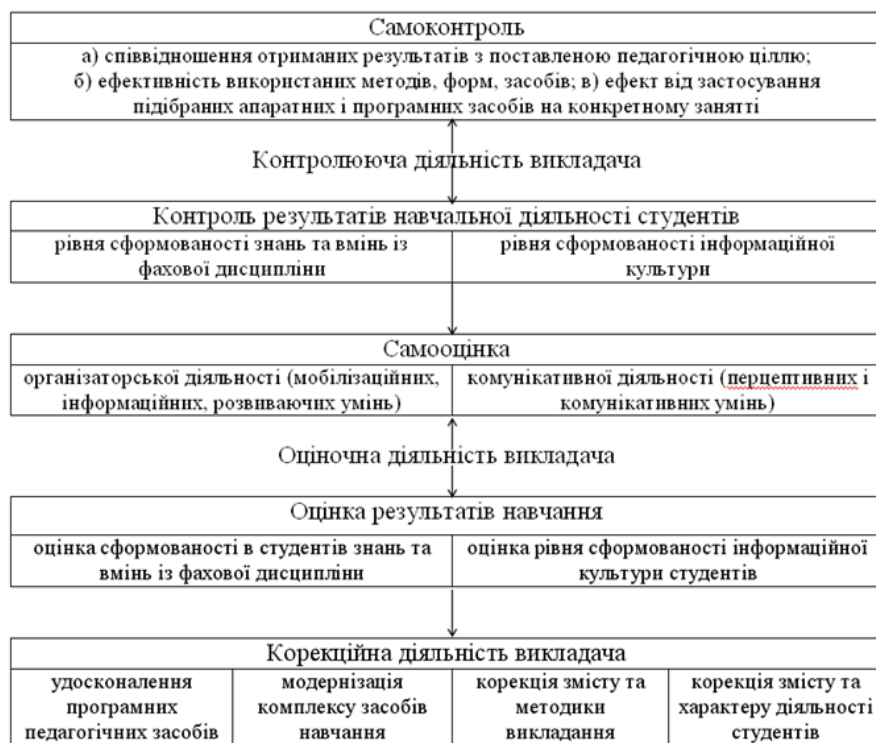 Самоконтроль
а) співвідношення отриманих результатів з поставленою педагогічною ціллю;
б) ефективність використаних методів, форм, засобів; в) ефект від застосування
підібраних апаратних і програмних засобів на конкретному занятті
Контролююча діяльність викладача
Контроль результатів навчальної діяльності студентів
рівня сформованості знань та вмінь із
фахової дисципліни
рівня сформованості інформаційної
культури
Самооцінка
організаторської діяльності (мобілізаційних,
інформаційних, розвиваючих умінь)
комунікативної діяльності (перцептивних і
комунікативних умінь)
Оціночна діяльність викладача
Оцінка результатів навчання
оцінка сформованості в студентів знань та
вмінь із фахової дисципліни
оцінка рівня сформованості інформаційної
культури студентів
Корекційна діяльність викладача
удосконалення
програмних
педагогічних засобів
модернізація
комплексу засобів
навчання
корекція змісту та
методики
викладання
корекція змісту та
характеру діяльності
студентів